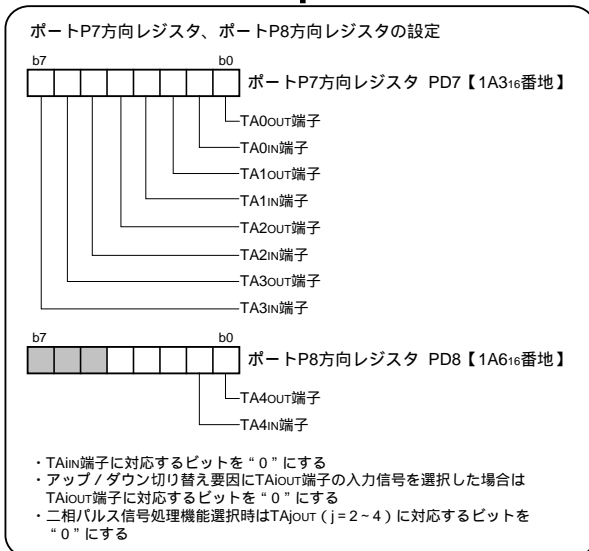 ポートP7方向レジスタ、ポートP8方向レジスタの設定
b7 b0
ポートP7方向レジスタ PD7【1A316番地】
TA0OUT端子
TA0IN端子
TA1OUT端子
TA1IN端子
TA2OUT端子
TA2IN端子
TA3OUT端子
TA3IN端子
b7 b0
ポートP8方向レジスタ PD8【1A616番地】
TA4OUT端子
TA4IN端子
・TAiIN端子に対応するビットを“0”にする
・アップ/ダウン切り替え要因にTAiOUT端子の入力信号を選択した場合は
TAiOUT端子に対応するビットを“0”にする
・二相パルス信号処理機能選択時はTAjOUT(j=2~4)に対応するビットを
“0”にする